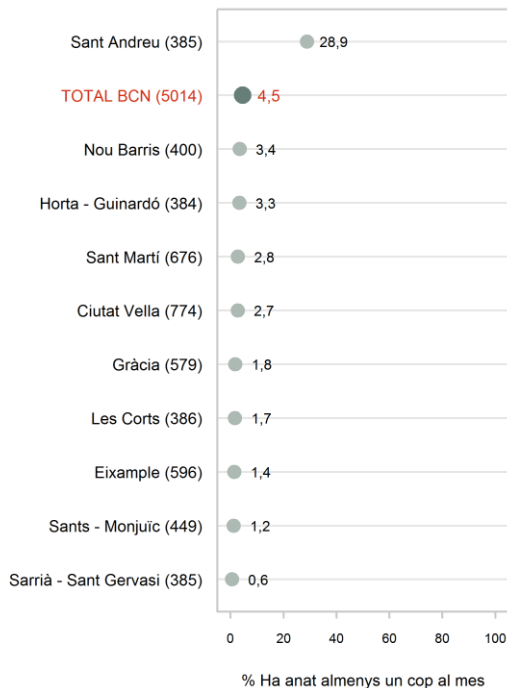 Sant Andreu (385) 28,9
TOTAL BCN (5014) 4,5
Nou Barris (400) 3,4
Horta - Guinardó (384) 3,3
Sant Martí (676) 2,8
Ciutat Vella (774) 2,7
Gràcia (579) 1,8
Les Corts (386) 1,7
Eixample (596) 1,4
Sants - Monjuïc (449) 1,2
Sarrià - Sant Gervasi (385) 0,6
0 20 40 60 80 100
% Ha anat almenys un cop al mes